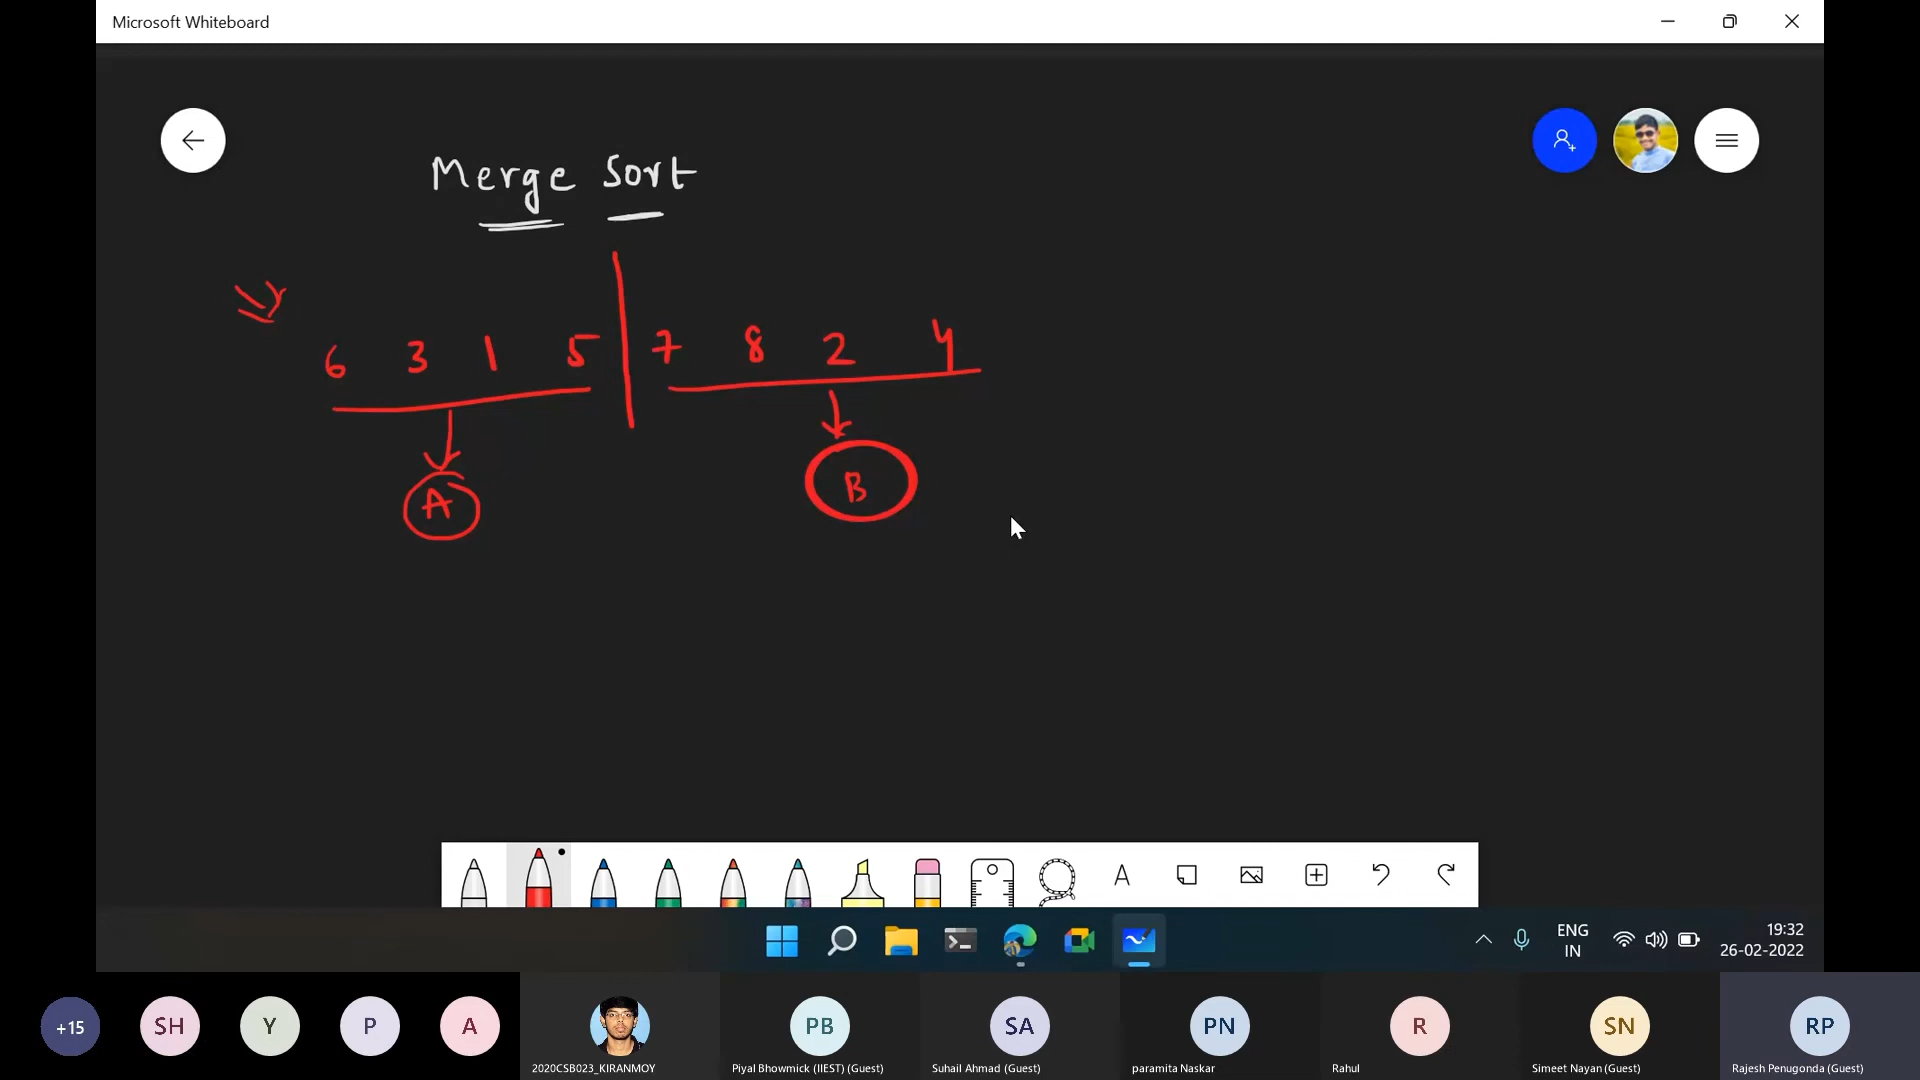 Microsoft Whiteboard
Merge Sort
6 3 1 5 7 8 2 4
A
B
A
ENG
IN
19:32
26-02-2022
+15
SH
Y
P
A
2020CSB023_KIRANMOY
PB
Piyal Bhowmick (IIEST) (Guest)
SA
Suhail Ahmad (Guest)
PN
paramita Naskar
R
Rahul
SN
Simeet Nayan (Guest)
RP
Rajesh Penugonda (Guest)